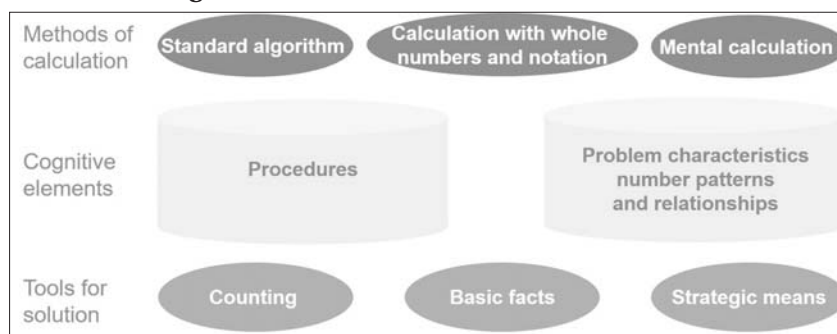 Methods of
calculation
Standard algorithm
Calculation with whole
numbers and notation
Mental calculation
Cognitive
elements
Procedures
Problem characteristics
number patterns
and relationships
Tools for
solution
Counting
Basic facts
Strategic means